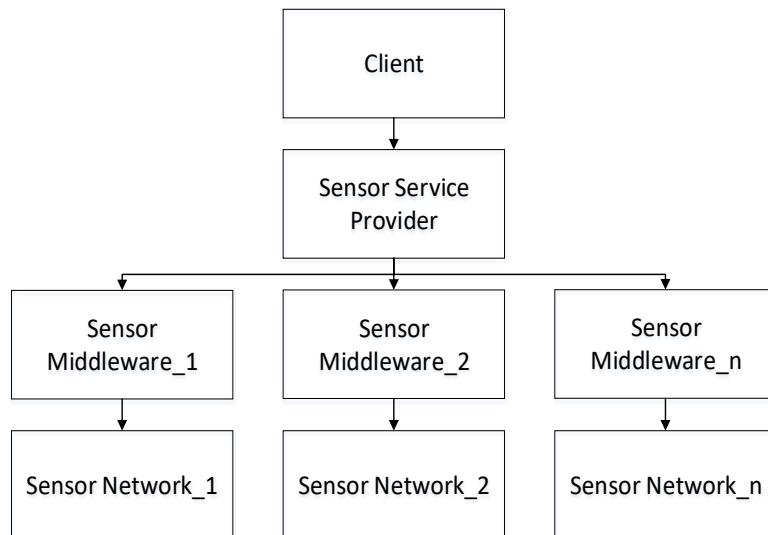 Client
Sensor Service
Provider
Sensor
Middleware_1
Sensor
Middleware_2
Sensor
Middleware_n
Sensor Network_1
Sensor Network_2
Sensor Network_n